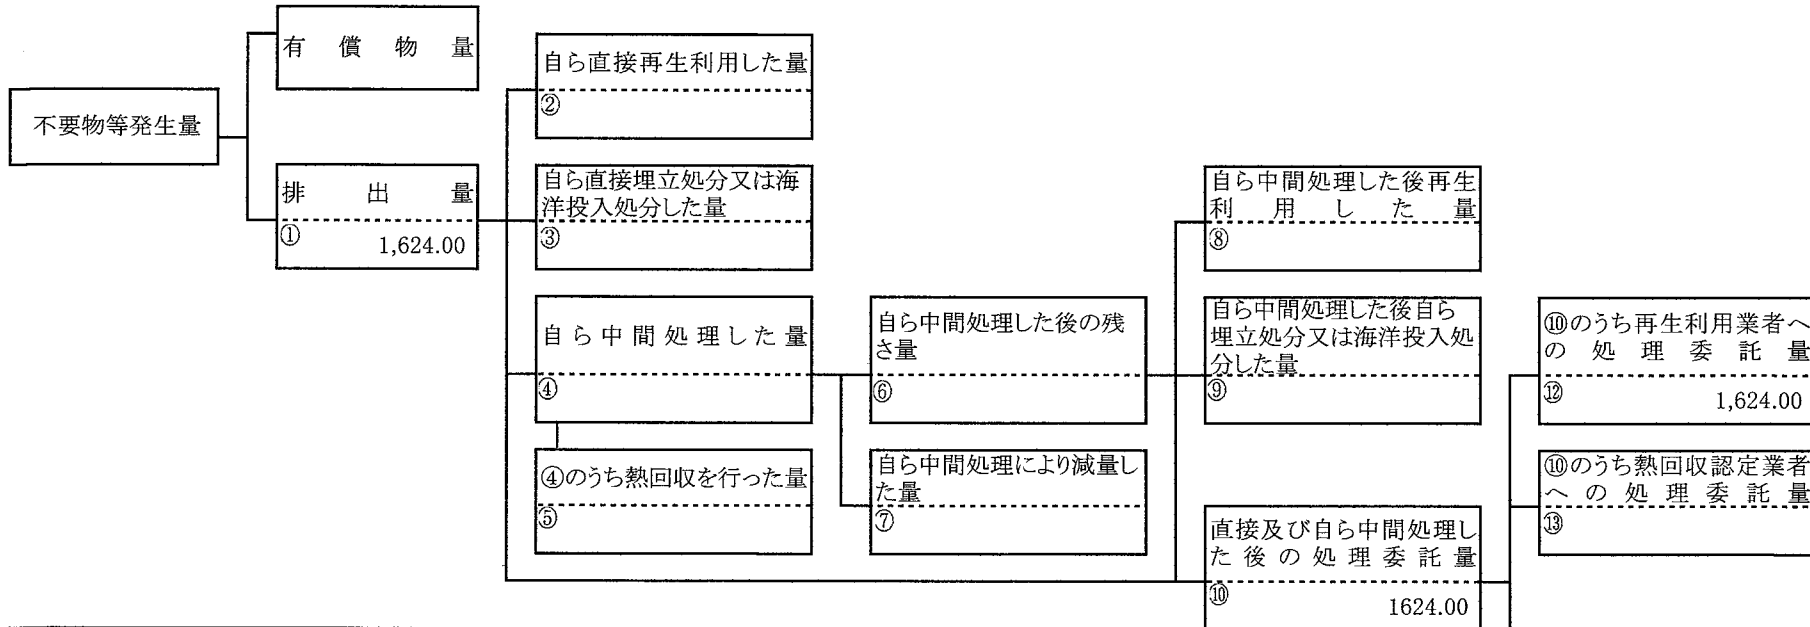 不要物等発生量
有償物量
排出量
①
1,624.00
自ら直接再生利用した量
②
自ら直接埋立処分又は海
洋投入処分した量
③
自ら中間処理した量
④
④のうち熱回収を行った量
⑤
自ら中間処理した後の残
さ量
⑥
自ら中間処理により減量し
た量
⑦
自ら中間処理した後再生
利用した量
⑧
自ら中間処理した後自ら
埋立処分又は海洋投入処
分した量
⑨
直接及び自ら中間処理し
た後の処理委託量
⑩
1624.00
⑩のうち再生利用業者へ
の処理委託量
⑫
1,624.00
⑩のうち熱回収認定業者
への処理委託量
⑬